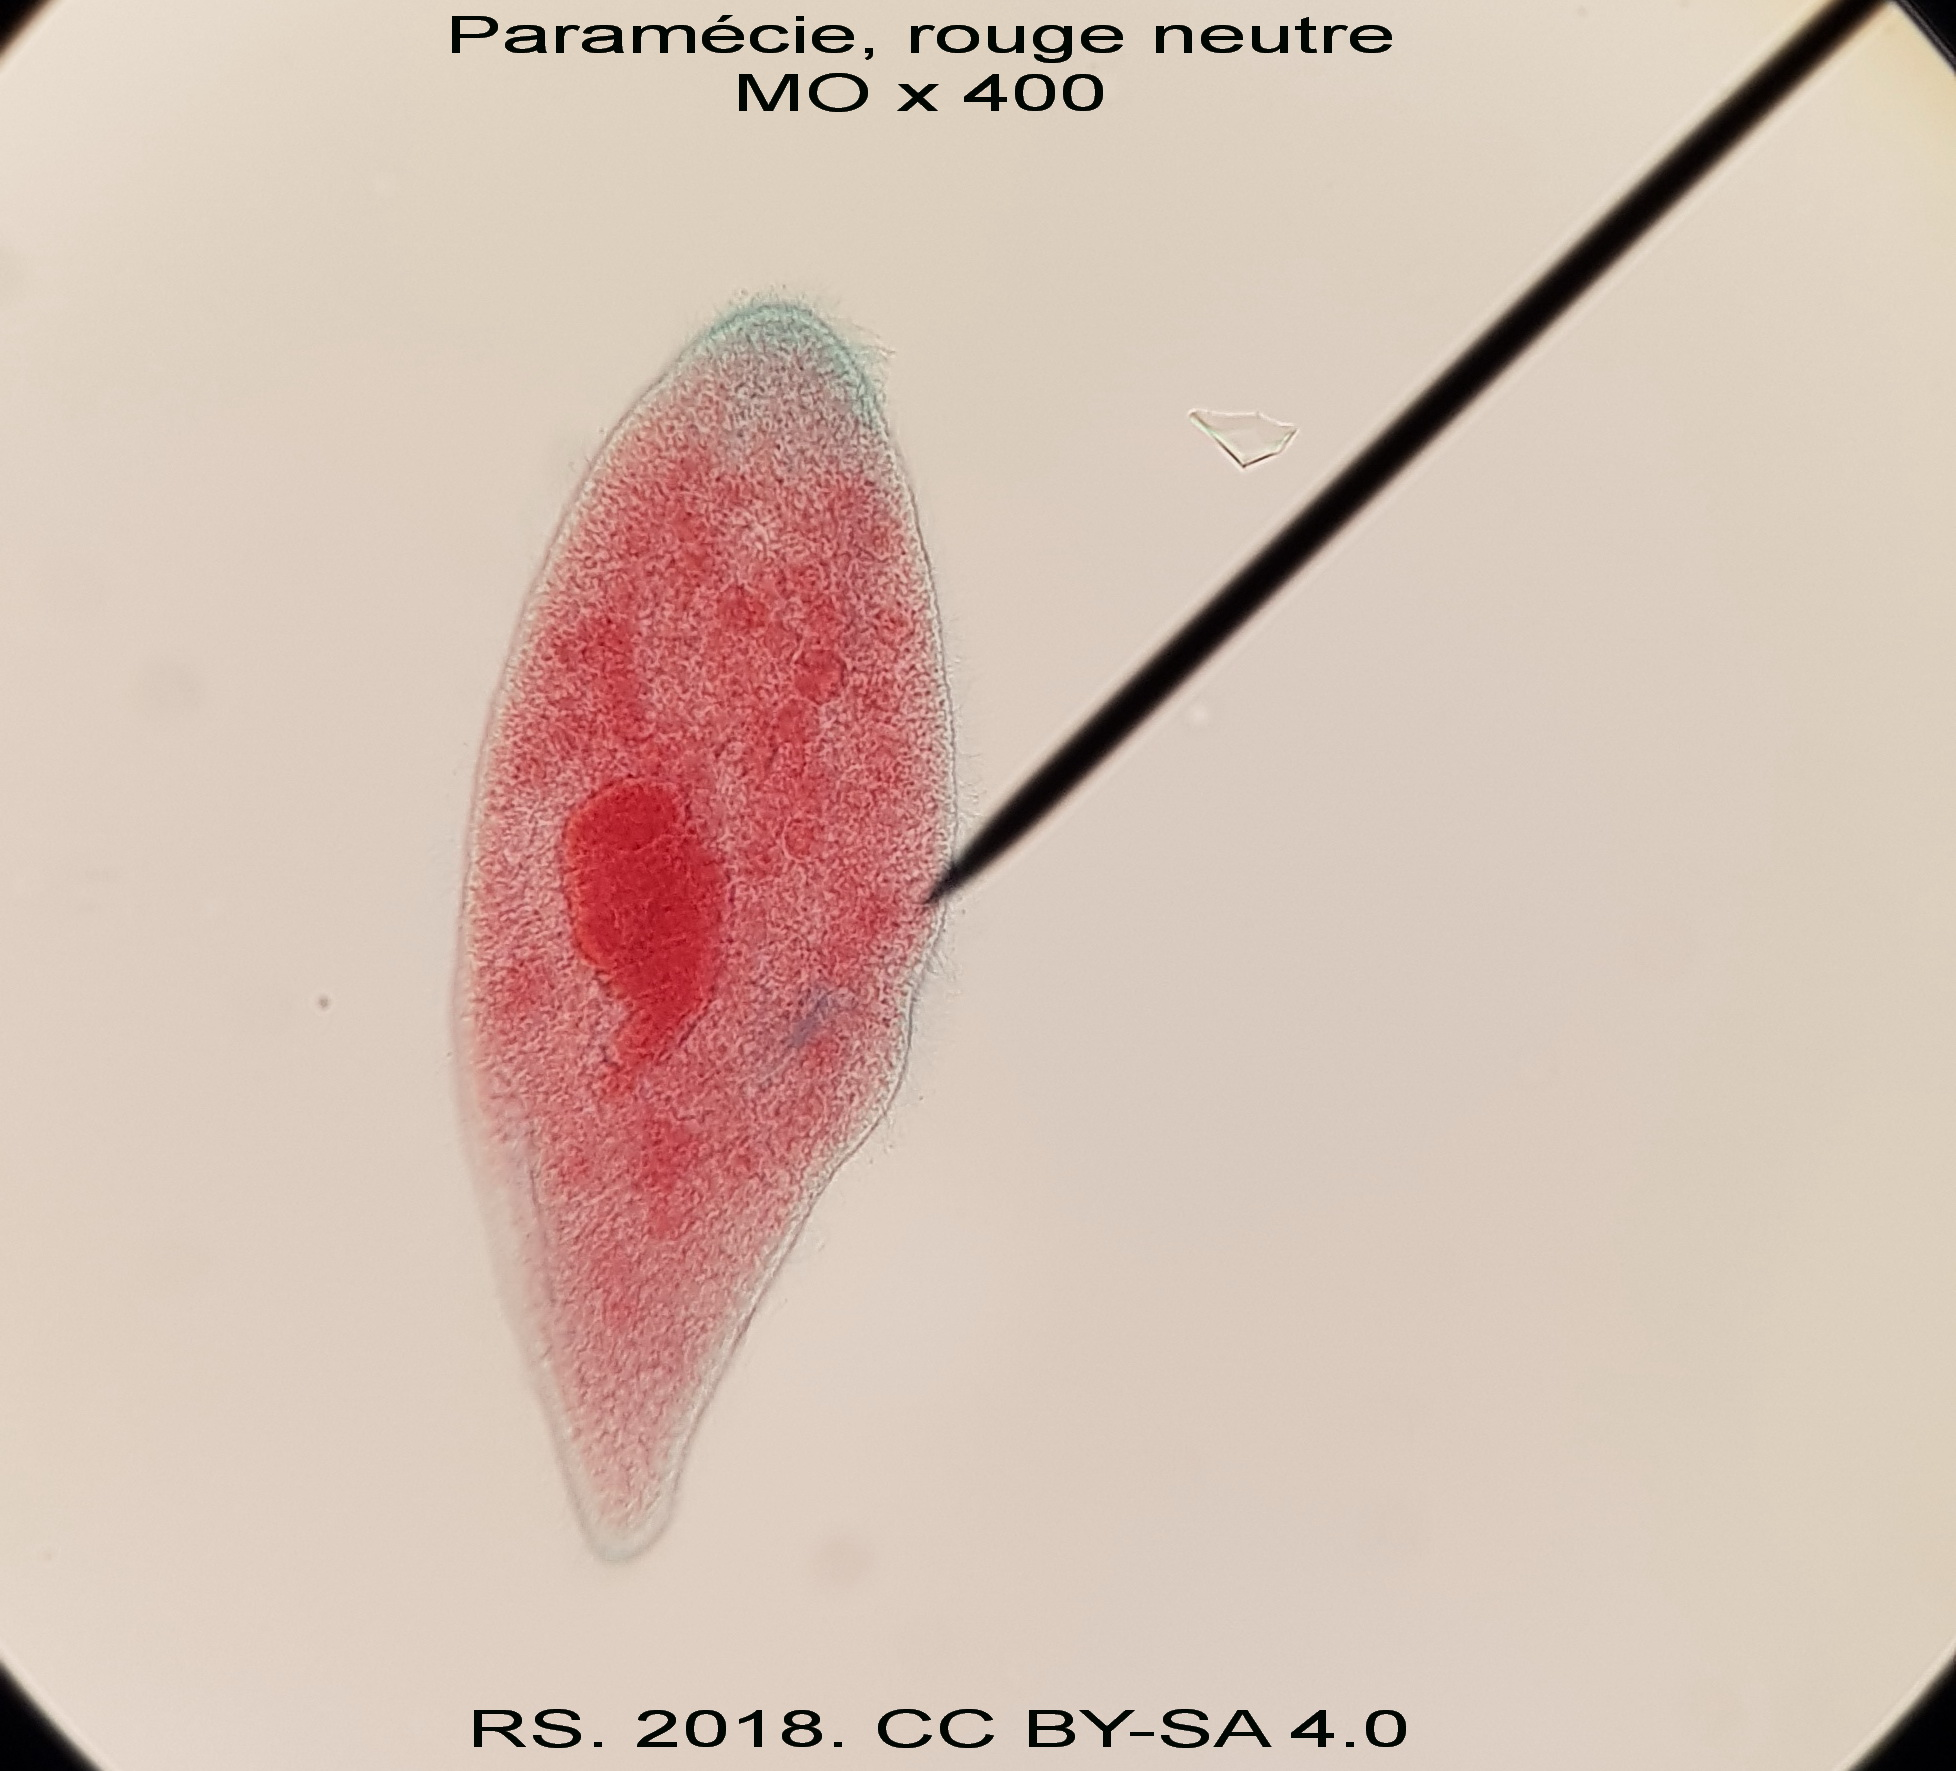 Paramécie, rouge neutre
MO x 400
RS. 2018. CC BY-SA 4.0